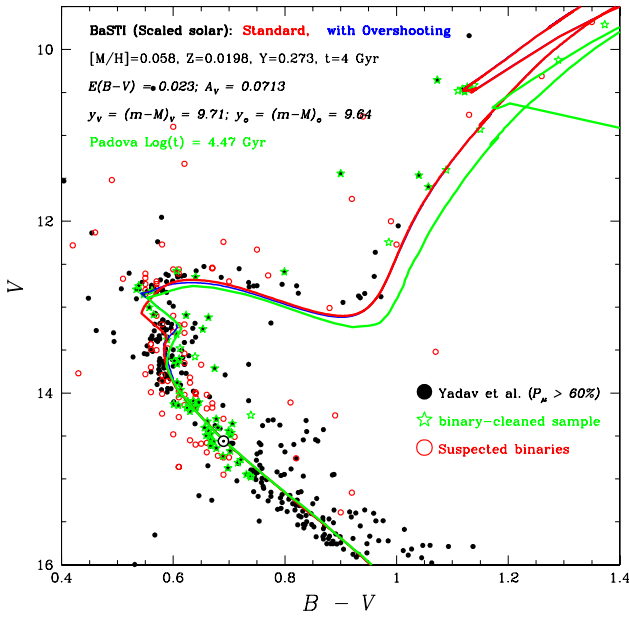 BaSTI (Scaled solar): Standard, with Overshooting
[M/H]=0.058, Z=0.0198, Y=0.273, t=4 Gyr
E(B−V) = 0.023; A_V = 0.0713
y_V = (m−M)_V = 9.71; y_o = (m−M)_o = 9.64
Padova Log(t) = 4.47 Gyr
10
12
V
14
Yadav et al. (P_μ > 60%)
binary-cleaned sample
Suspected binaries
16
0.4 0.6 0.8 1 1.2 1.4
B − V